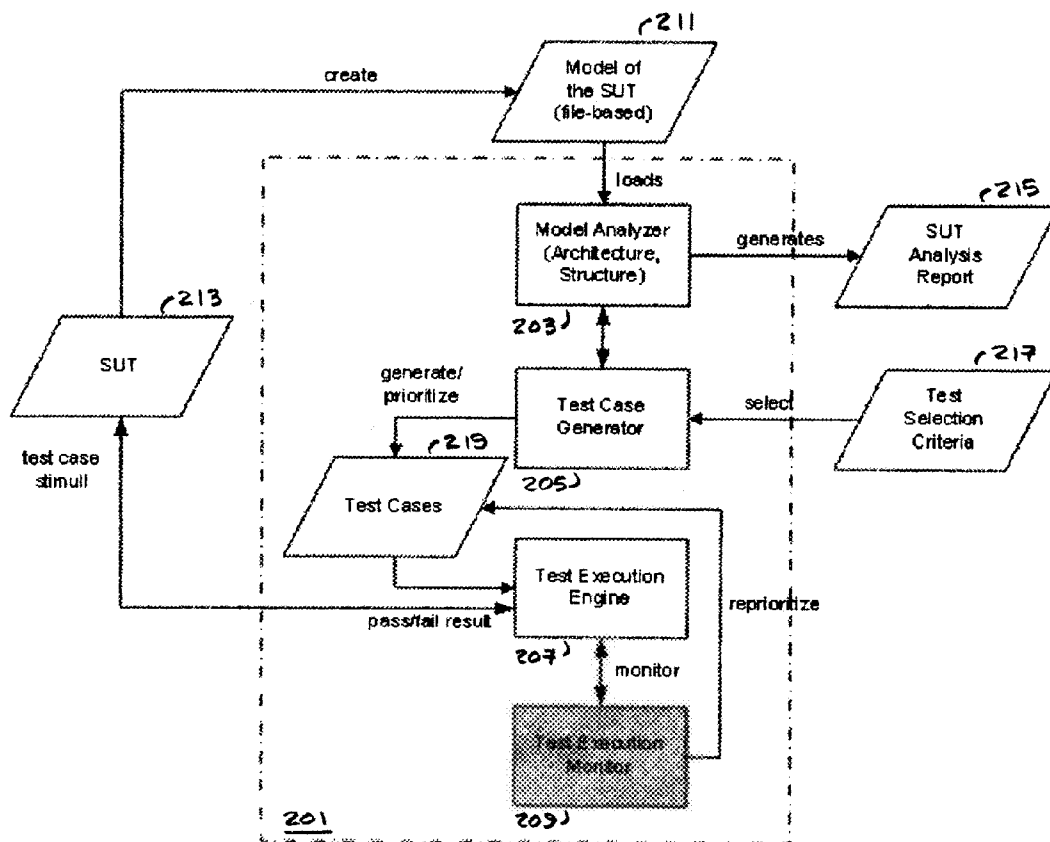 211
create
Model of
the SUT
(file-based)
loads
215
Model Analyzer
(Architecture,
Structure)
generates
SUT
Analysis
Report
213
203
SUT
217
generate/
prioritize
Test Case
Generator
select
Test
Selection
Criteria
219
test case
stimuli
205
Test Cases
Test Execution
Engine
reprioritize
pass/fail result
207
monitor
Test Execution
Monitor
201
209